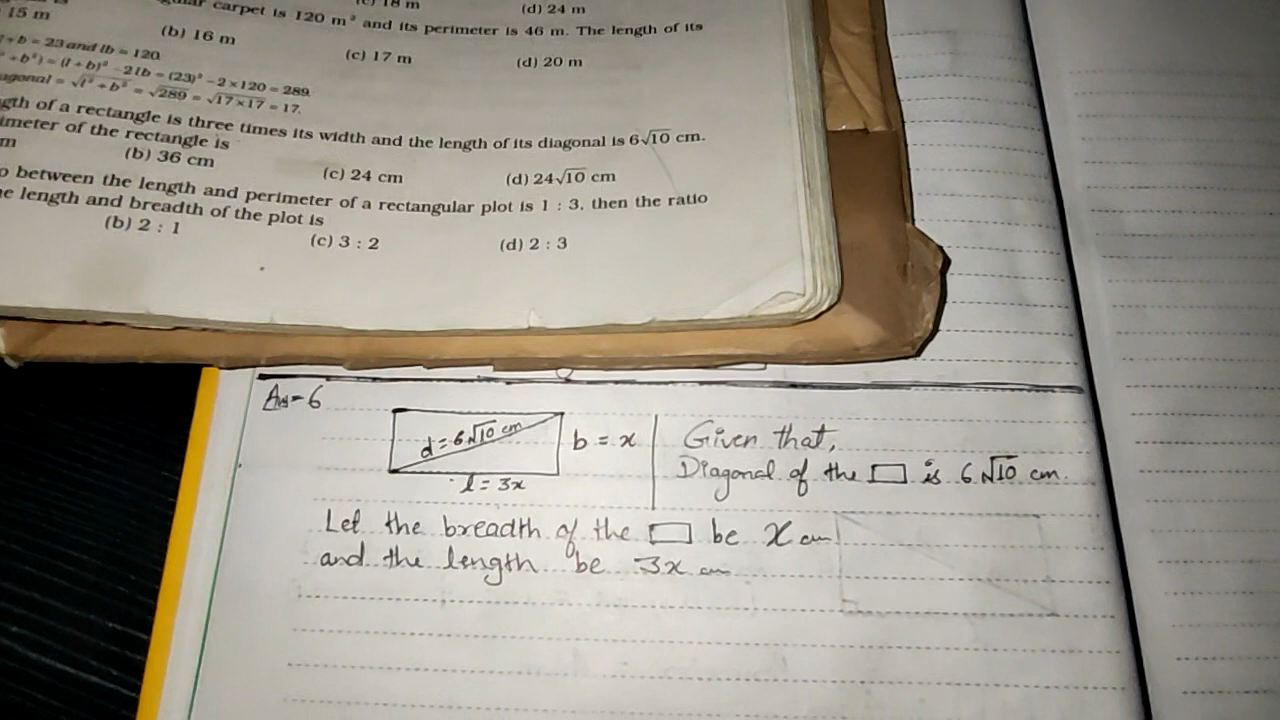 (c) 18 m (d) 24 m
carpet is 120 m² and its perimeter is 46 m. The length of its
15 m (b) 16 m (c) 17 m (d) 20 m
+ b = 23 and lb = 120.
+ b²) = (l + b)² – 2lb = (23)² – 2 × 120 = 289.
agonal = √l² + b² = √289 = √17 × 17 = 17.
gth of a rectangle is three times its width and the length of its diagonal is 6√10 cm.
imeter of the rectangle is
m (b) 36 cm (c) 24 cm (d) 24√10 cm
o between the length and perimeter of a rectangular plot is 1 : 3, then the ratio
e length and breadth of the plot is
(b) 2 : 1 (c) 3 : 2 (d) 2 : 3
Ans-6
d = 6√10 cm b = x
l = 3x
Given that,
Diagonal of the ▭ is 6√10 cm.
Let the breadth of the ▭ be x cm
and the length be 3x cm